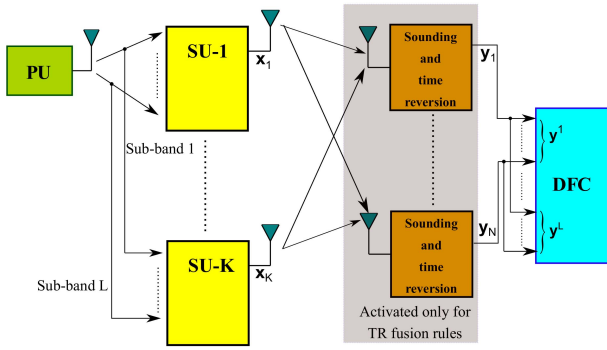 PU
Sub-band 1
Sub-band L
SU-1
x1
SU-K
xK
Sounding
and
time
reversion
y1
Sounding
and
time
reversion
yN
Activated only for
TR fusion rules
y1
DFC
yL